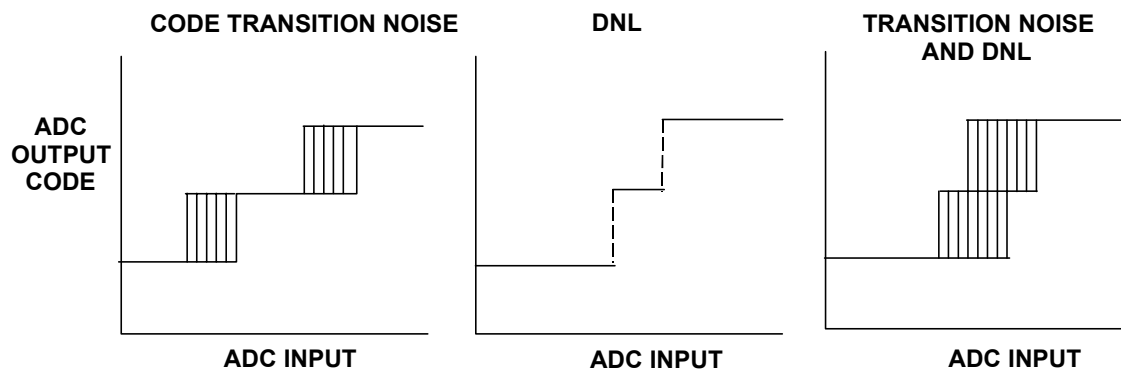 CODE TRANSITION NOISE
DNL
TRANSITION NOISE
AND DNL
ADC
OUTPUT
CODE
ADC INPUT
ADC INPUT
ADC INPUT